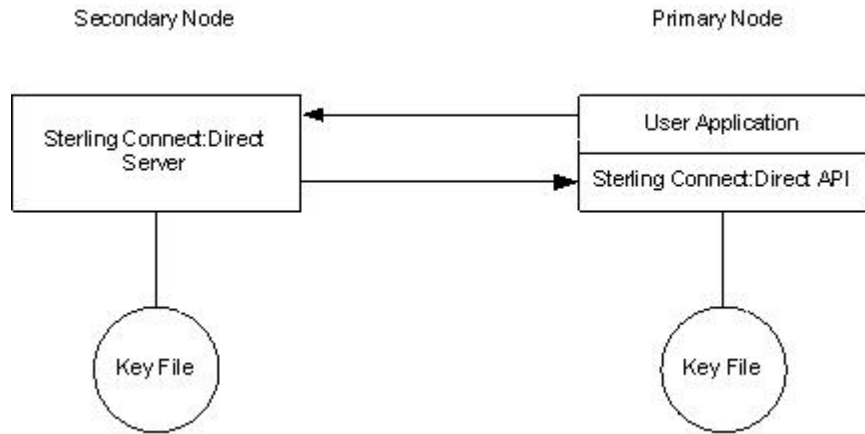 Secondary Node
Primary Node
Sterling Connect:Direct
Server
User Application
Sterling Connect:Direct API
Key File
Key File